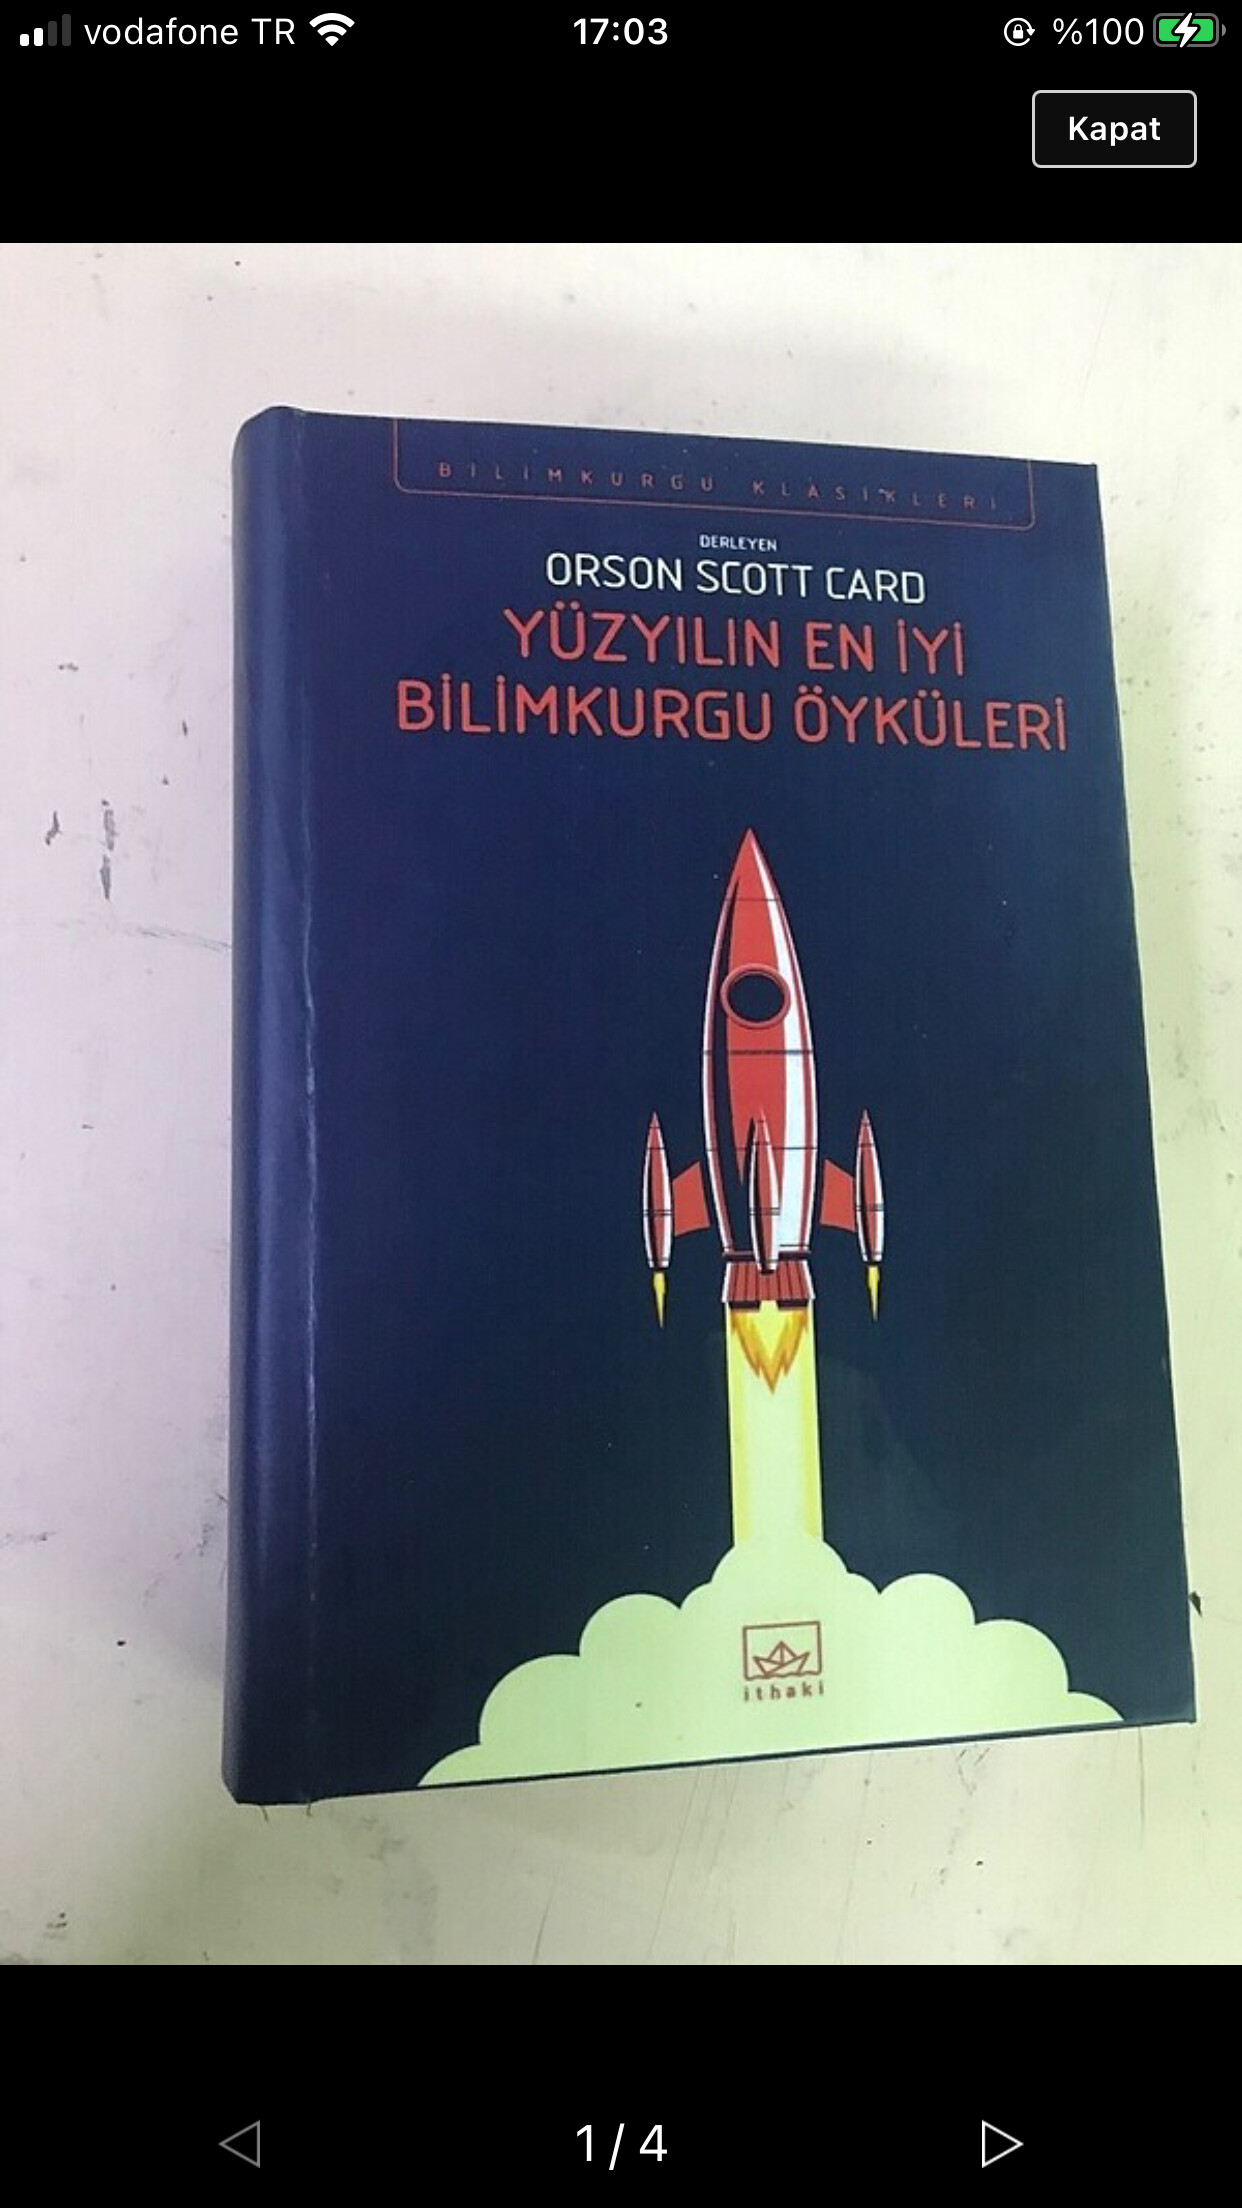 vodafone TR
17:03
%100
Kapat
BİLİMKURGU KLASİKLERİ
DERLEYEN
ORSON SCOTT CARD
YÜZYILIN EN İYİ
BİLİMKURGU ÖYKÜLERİ
ithaki
1 / 4